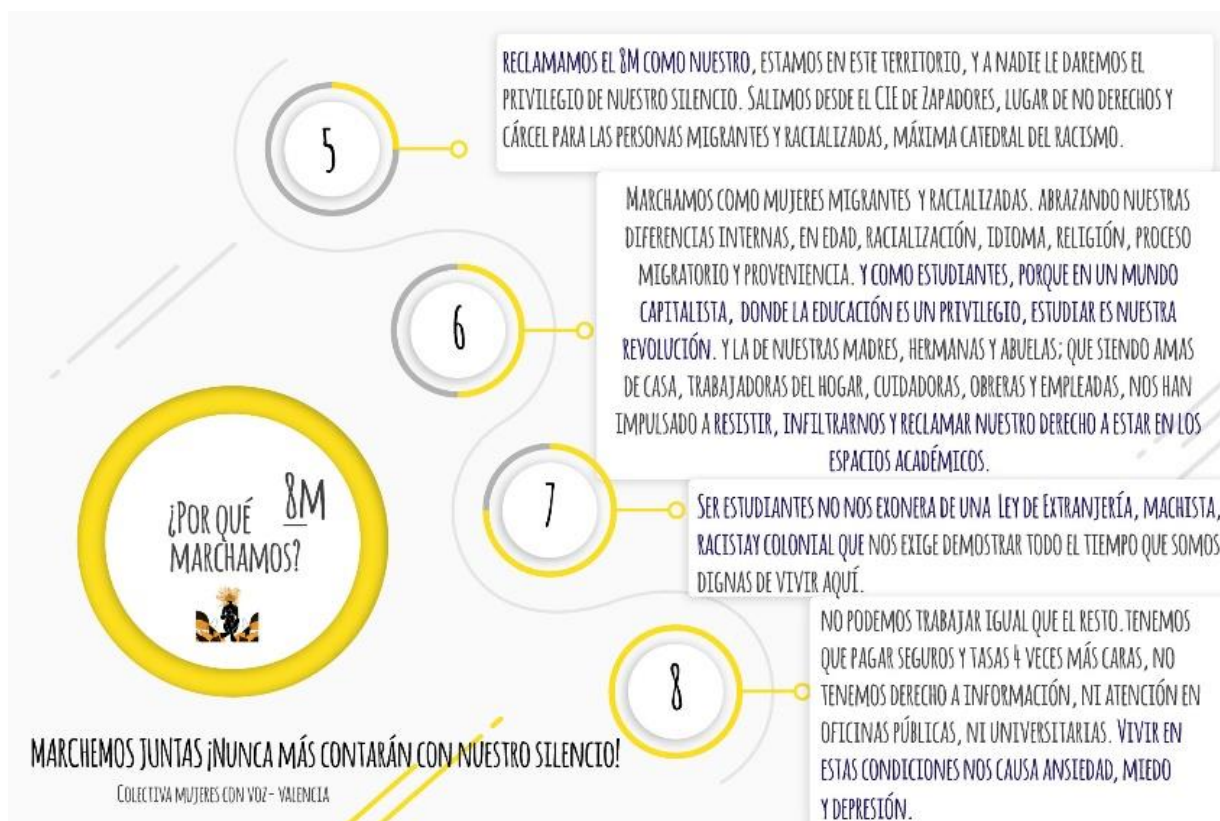 5
RECLAMAMOS EL 8M COMO NUESTRO, ESTAMOS EN ESTE TERRITORIO, Y A NADIE LE DAREMOS EL
PRIVILEGIO DE NUESTRO SILENCIO. SALIMOS DESDE EL CIE DE ZAPADORES, LUGAR DE NO DERECHOS Y
CÁRCEL PARA LAS PERSONAS MIGRANTES Y RACIALIZADAS, MÁXIMA CATEDRAL DEL RACISMO.
6
MARCHAMOS COMO MUJERES MIGRANTES Y RACIALIZADAS. ABRAZANDO NUESTRAS
DIFERENCIAS INTERNAS, EN EDAD, RACIALIZACIÓN, IDIOMA, RELIGIÓN, PROCESO
MIGRATORIO Y PROVENIENCIA. Y COMO ESTUDIANTES, PORQUE EN UN MUNDO
CAPITALISTA, DONDE LA EDUCACIÓN ES UN PRIVILEGIO, ESTUDIAR ES NUESTRA
REVOLUCIÓN. Y LA DE NUESTRAS MADRES, HERMANAS Y ABUELAS; QUE SIENDO AMAS
DE CASA, TRABAJADORAS DEL HOGAR, CUIDADORAS, OBRERAS Y EMPLEADAS, NOS HAN
IMPULSADO A RESISTIR, INFILTRARNOS Y RECLAMAR NUESTRO DERECHO A ESTAR EN LOS
ESPACIOS ACADÉMICOS.
7
SER ESTUDIANTES NO NOS EXONERA DE UNA LEY DE EXTRANJERÍA, MACHISTA,
RACISTAY COLONIAL QUE NOS EXIGE DEMOSTRAR TODO EL TIEMPO QUE SOMOS
DIGNAS DE VIVIR AQUÍ.
8
NO PODEMOS TRABAJAR IGUAL QUE EL RESTO.TENEMOS
QUE PAGAR SEGUROS Y TASAS 4 VECES MÁS CARAS, NO
TENEMOS DERECHO A INFORMACIÓN, NI ATENCIÓN EN
OFICINAS PÚBLICAS, NI UNIVERSITARIAS. VIVIR EN
ESTAS CONDICIONES NOS CAUSA ANSIEDAD, MIEDO
Y DEPRESIÓN.
¿POR QUÉ 8M
MARCHAMOS?
MARCHEMOS JUNTAS ¡NUNCA MÁS CONTARÁN CON NUESTRO SILENCIO!
COLECTIVA MUJERES CON VOZ- VALENCIA